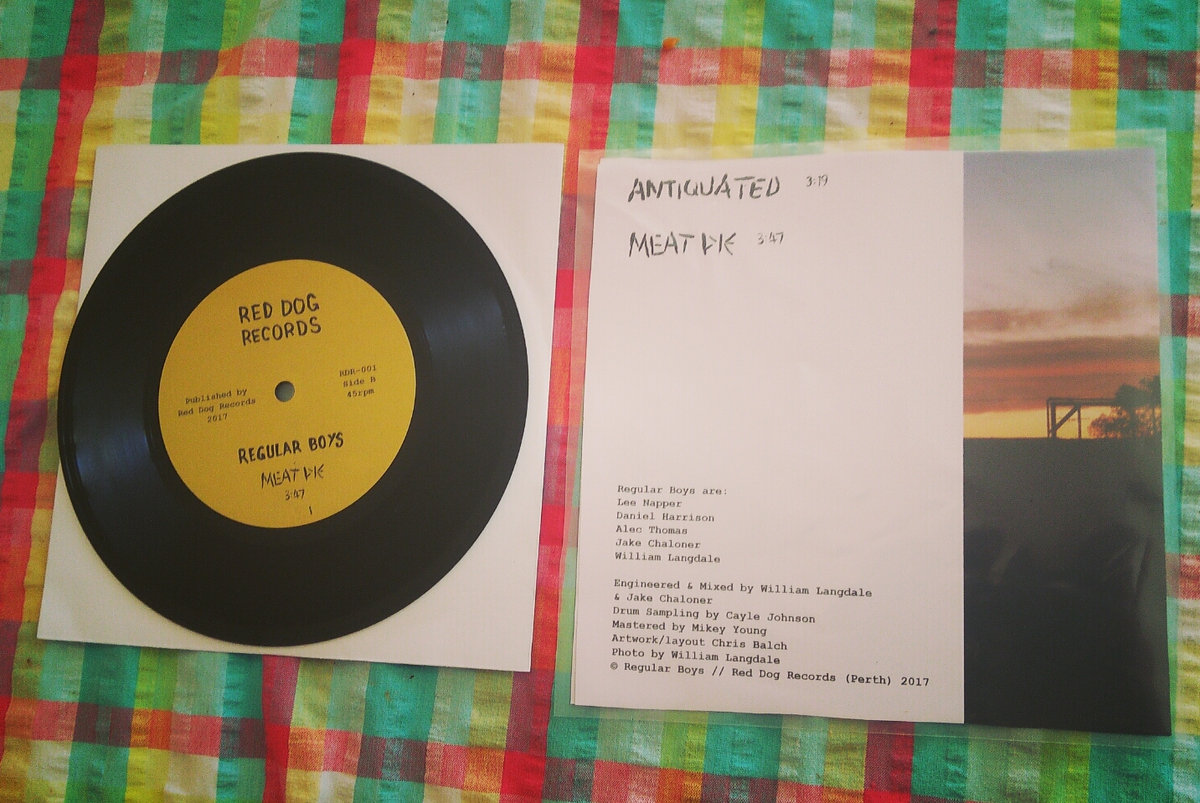 RED DOG
RECORDS
Published by
Red Dog Records
2017
RDR-001
Side B
45rpm
REGULAR BOYS
MEAT PIE
3:47
ANTIQUATED 3:19
MEAT PIE 3:47
Regular Boys are:
Lee Napper
Daniel Harrison
Alec Thomas
Jake Chaloner
William Langdale
Engineered & Mixed by William Langdale
& Jake Chaloner
Drum Sampling by Cayle Johnson
Mastered by Mikey Young
Artwork/layout Chris Balch
Photo by William Langdale
© Regular Boys // Red Dog Records (Perth) 2017